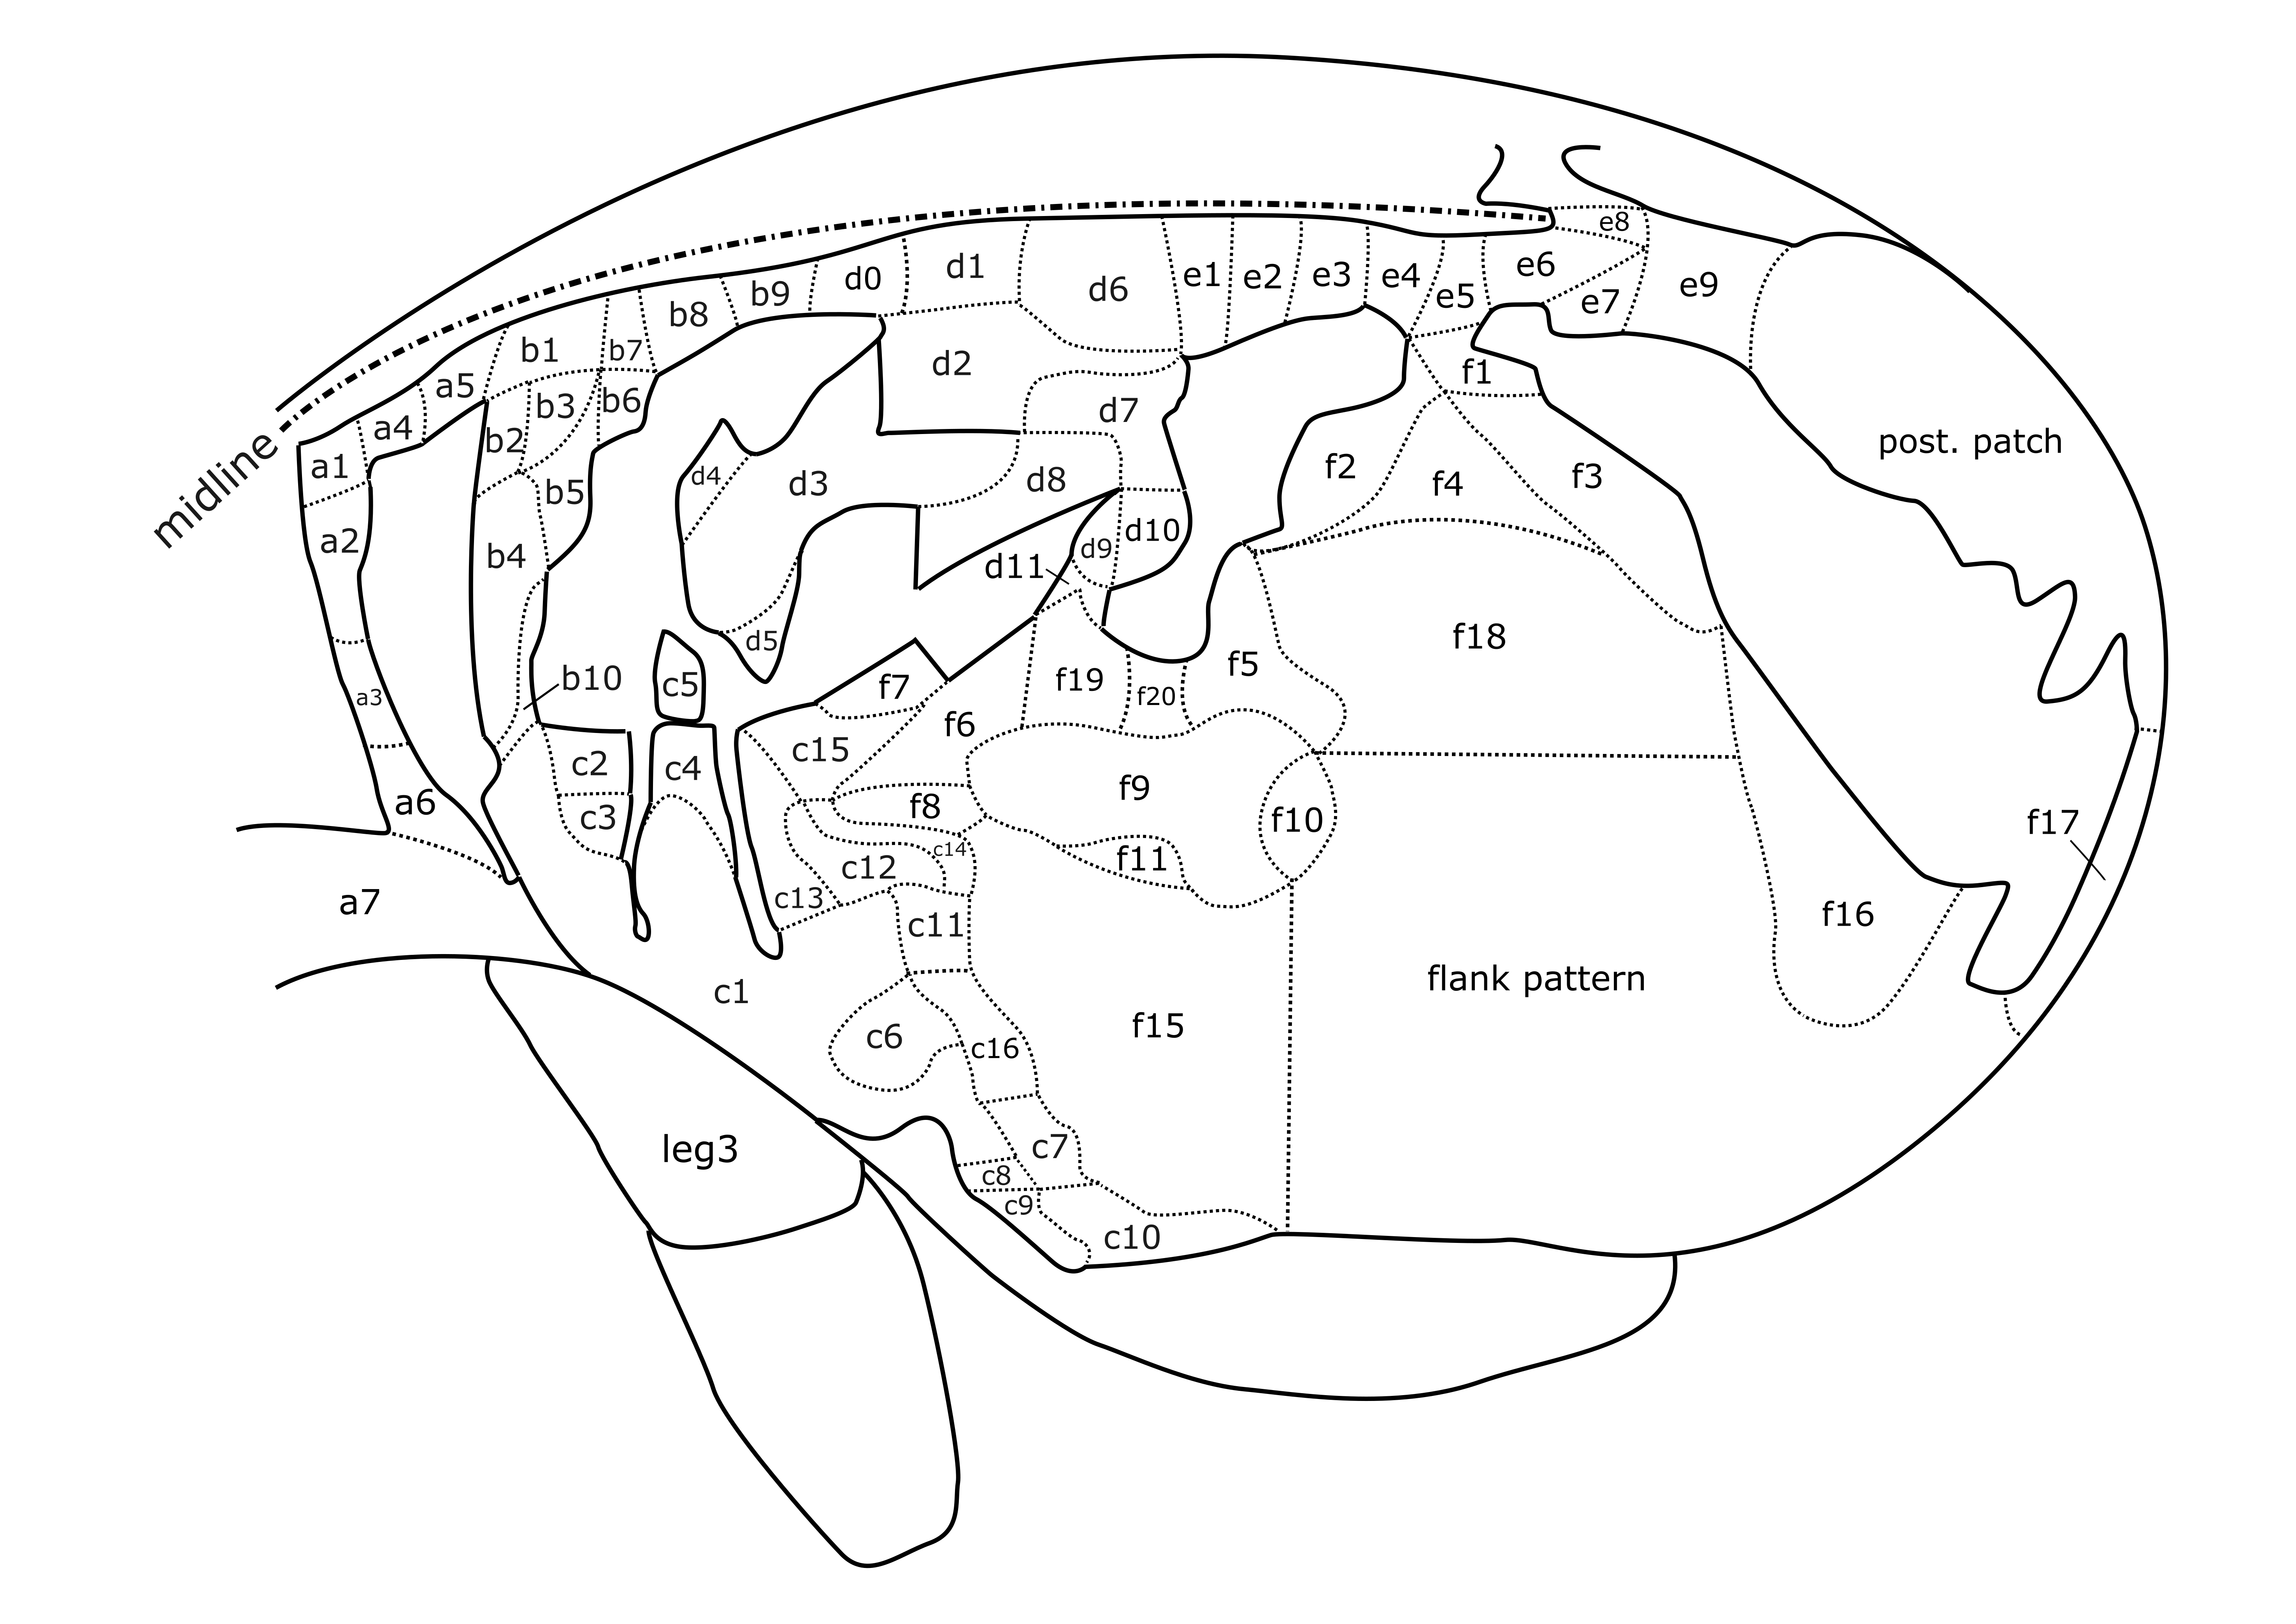 midline
a1
a2
a3
a4
a5
a6
a7
b1
b2
b3
b4
b5
b6
b7
b8
b9
b10
c1
c2
c3
c4
c5
c6
c7
c8
c9
c10
c11
c12
c13
c14
c15
c16
d0
d1
d2
d3
d4
d5
d6
d7
d8
d9
d10
d11
e1
e2
e3
e4
e5
e6
e7
e8
e9
f1
f2
f3
f4
f5
f6
f7
f8
f9
f10
f11
f15
f16
f17
f18
f19
f20
post. patch
flank pattern
leg3